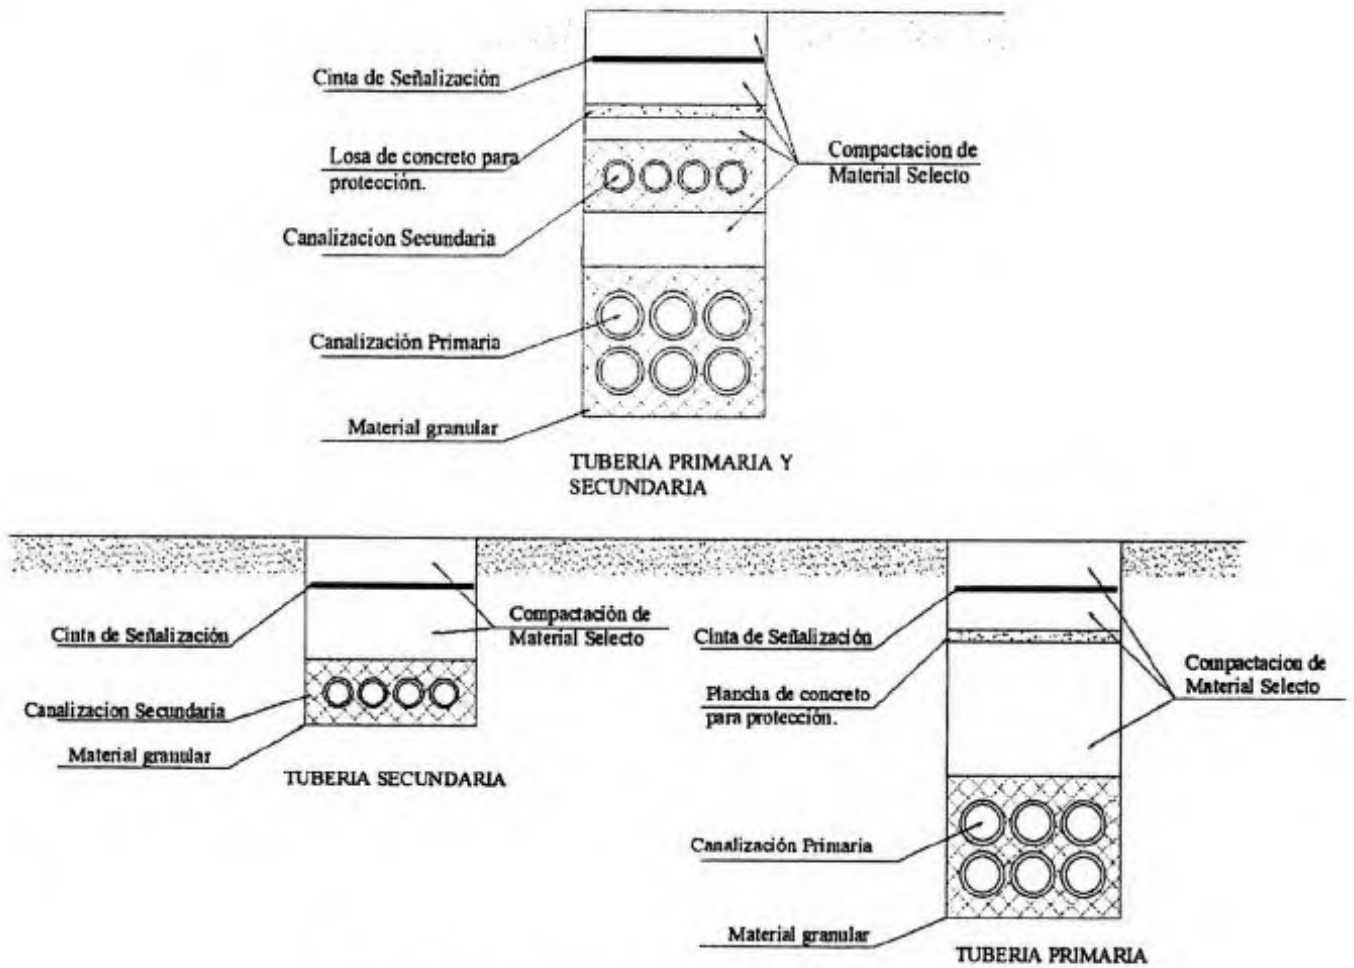 Cinta de Señalización
Losa de concreto para
protección.
Canalizacion Secundaria
Canalización Primaria
Material granular
Compactacion de
Material Selecto
TUBERIA PRIMARIA Y
SECUNDARIA
Cinta de Señalización
Canalizacion Secundaria
Material granular
Compactación de
Material Selecto
TUBERIA SECUNDARIA
Cinta de Señalización
Plancha de concreto
para protección.
Canalización Primaria
Material granular
Compactacion de
Material Selecto
TUBERIA PRIMARIA